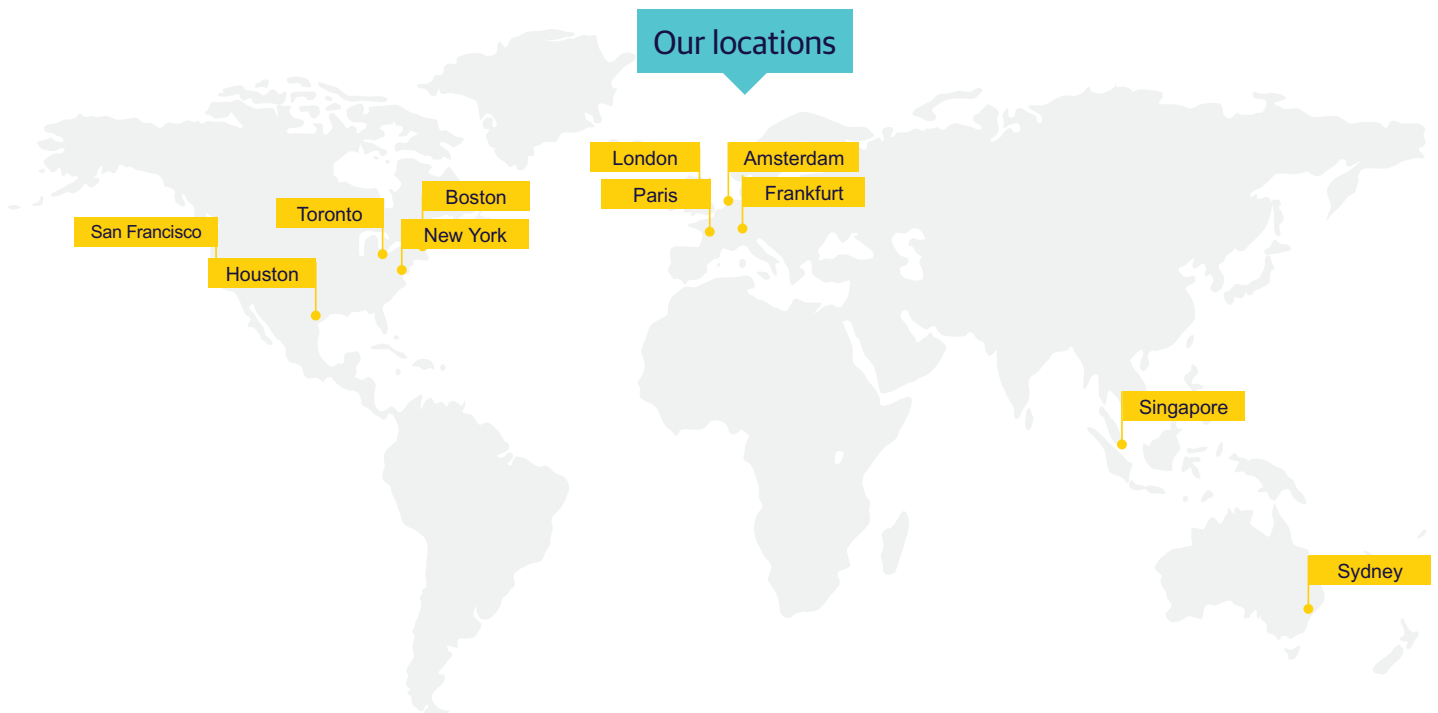 Our locations
London
Amsterdam
Paris
Frankfurt
Boston
Toronto
New York
San Francisco
Houston
Singapore
Sydney